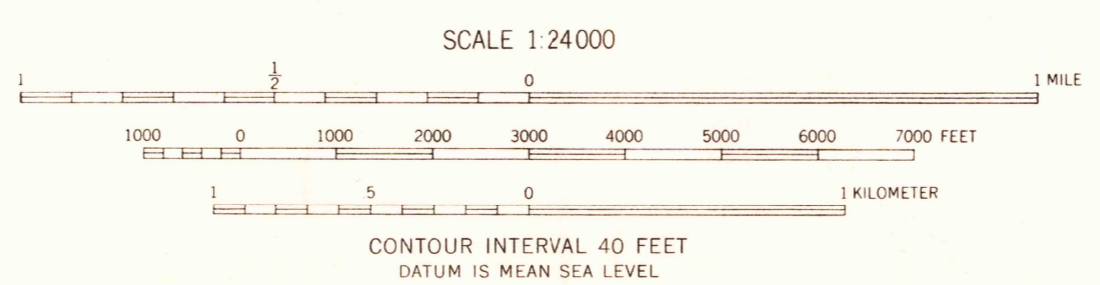 SCALE 1:24000
1 1/2 0 1 MILE
1000 0 1000 2000 3000 4000 5000 6000 7000 FEET
1 .5 0 1 KILOMETER
CONTOUR INTERVAL 40 FEET
DATUM IS MEAN SEA LEVEL